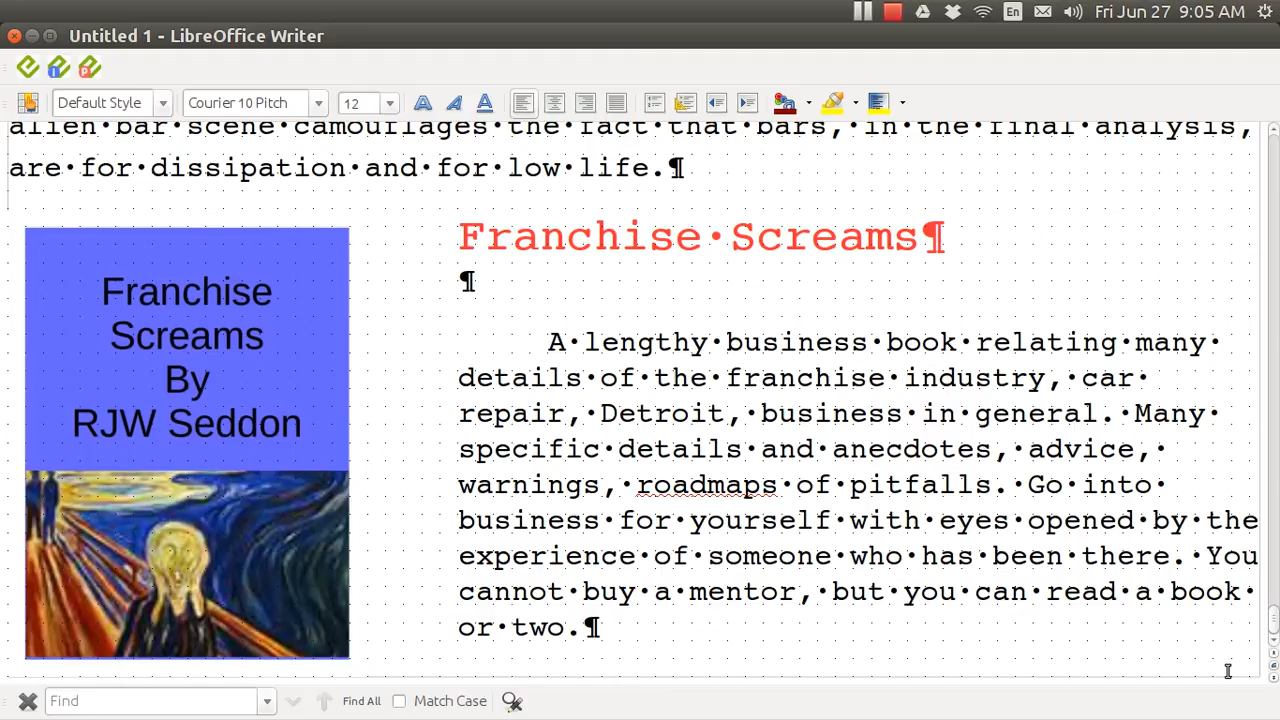 En
Fri Jun 27 9:05 AM
Untitled 1 - LibreOffice Writer
Default Style
Courier 10 Pitch
12
alien bar scene camouflages the fact that bars, in the final analysis,
are for dissipation and for low life.¶
Franchise
Screams
By
RJW Seddon
Franchise Screams¶
¶
A lengthy business book relating many
details of the franchise industry, car
repair, Detroit, business in general. Many
specific details and anecdotes, advice,
warnings, roadmaps of pitfalls. Go into
business for yourself with eyes opened by the
experience of someone who has been there. You
cannot buy a mentor, but you can read a book
or two.¶
Find
Find All
Match Case